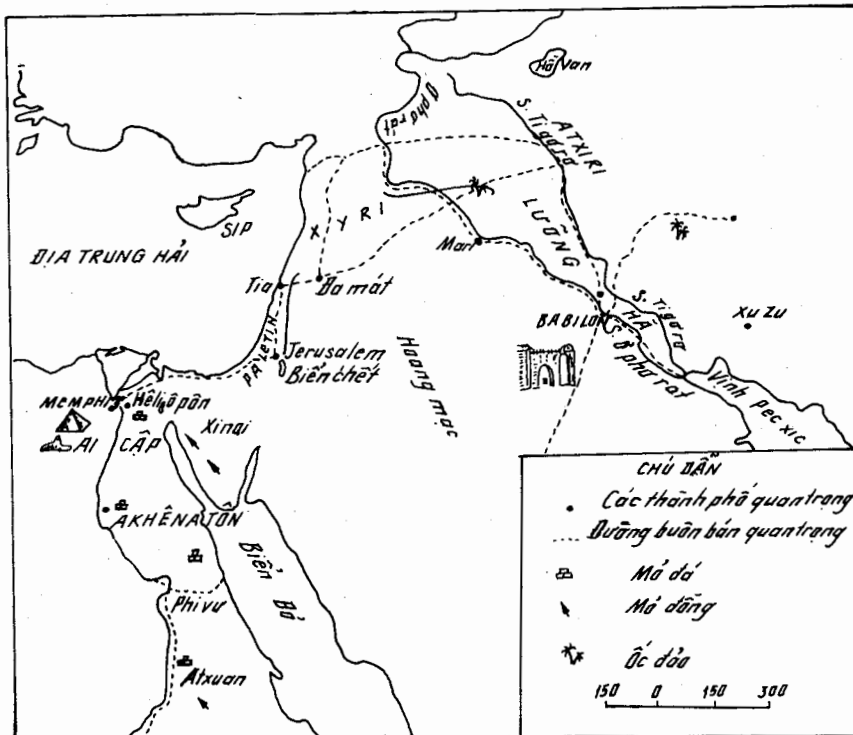 Hồ Van
Ơphơrát
S. Tigơrơ
ATXIRI
XYRI
LƯỠNG
HÀ
SIP
ĐỊA TRUNG HẢI
Mari
Tia
Đa mát
BABILON
S. Tigơrơ
Xu Zu
S. Ơphơrat
PALETIN
Jerusalem
Biển chết
Hoang mạc
Vịnh pecxic
MEMPHIT
Hêliôpôn
AI
CẬP
Xinai
AKHÊNATÔN
Biển Đỏ
Phivư
Atxuan
CHÚ DẪN
Các thành phố quan trọng
Đường buôn bán quan trọng
Mỏ đá
Mỏ đồng
Ốc đảo
150 0 150 300